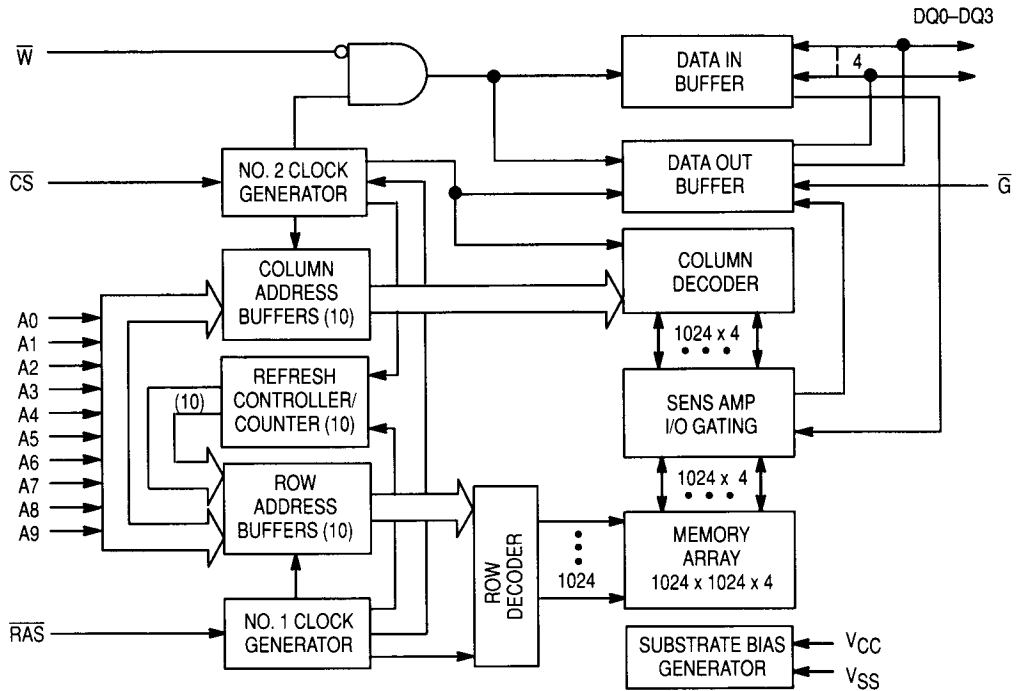 DQ0–DQ3
W
4
DATA IN
BUFFER
CS
NO. 2 CLOCK
GENERATOR
DATA OUT
BUFFER
G
COLUMN
ADDRESS
BUFFERS (10)
COLUMN
DECODER
A0
A1
A2
A3
A4
A5
A6
A7
A8
A9
1024 x 4
REFRESH
CONTROLLER/
COUNTER (10)
(10)
SENS AMP
I/O GATING
1024 x 4
ROW
ADDRESS
BUFFERS (10)
ROW
DECODER
1024
MEMORY
ARRAY
1024 x 1024 x 4
RAS
NO. 1 CLOCK
GENERATOR
SUBSTRATE BIAS
GENERATOR
VCC
VSS